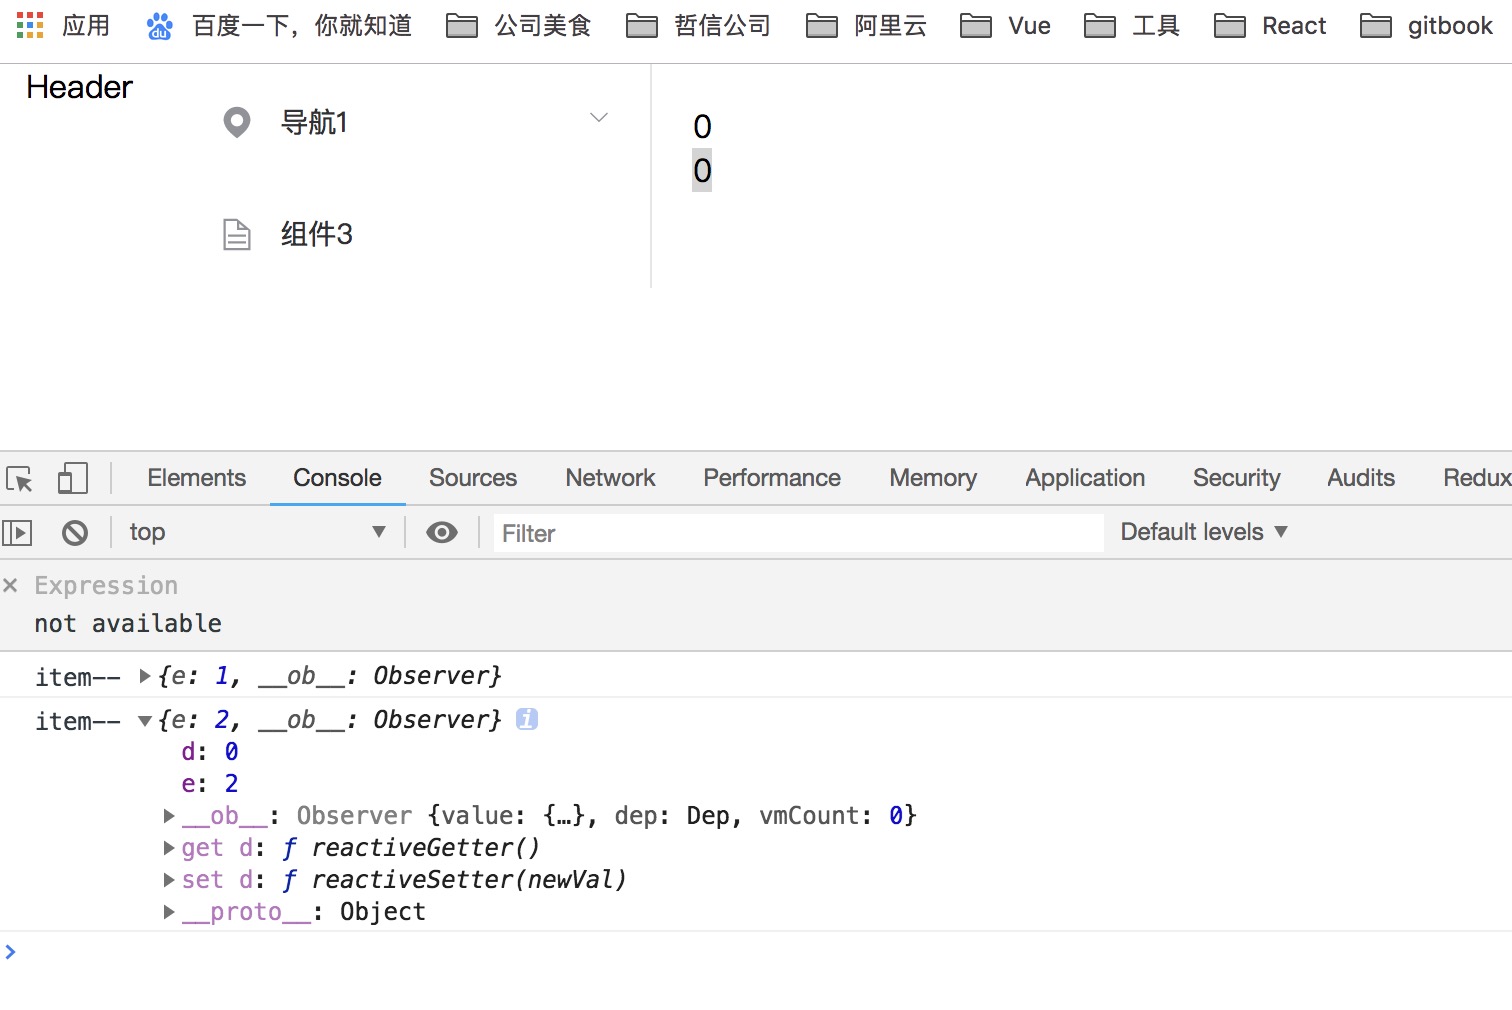 应用 百度一下，你就知道 公司美食 哲信公司 阿里云 Vue 工具 React gitbook
Header
导航1
0
0
组件3
Elements Console Sources Network Performance Memory Application Security Audits Redux
top Filter Default levels
Expression
not available
item-- {e: 1, __ob__: Observer}
item-- {e: 2, __ob__: Observer} i
d: 0
e: 2
__ob__: Observer {value: {…}, dep: Dep, vmCount: 0}
get d: ƒ reactiveGetter()
set d: ƒ reactiveSetter(newVal)
__proto__: Object